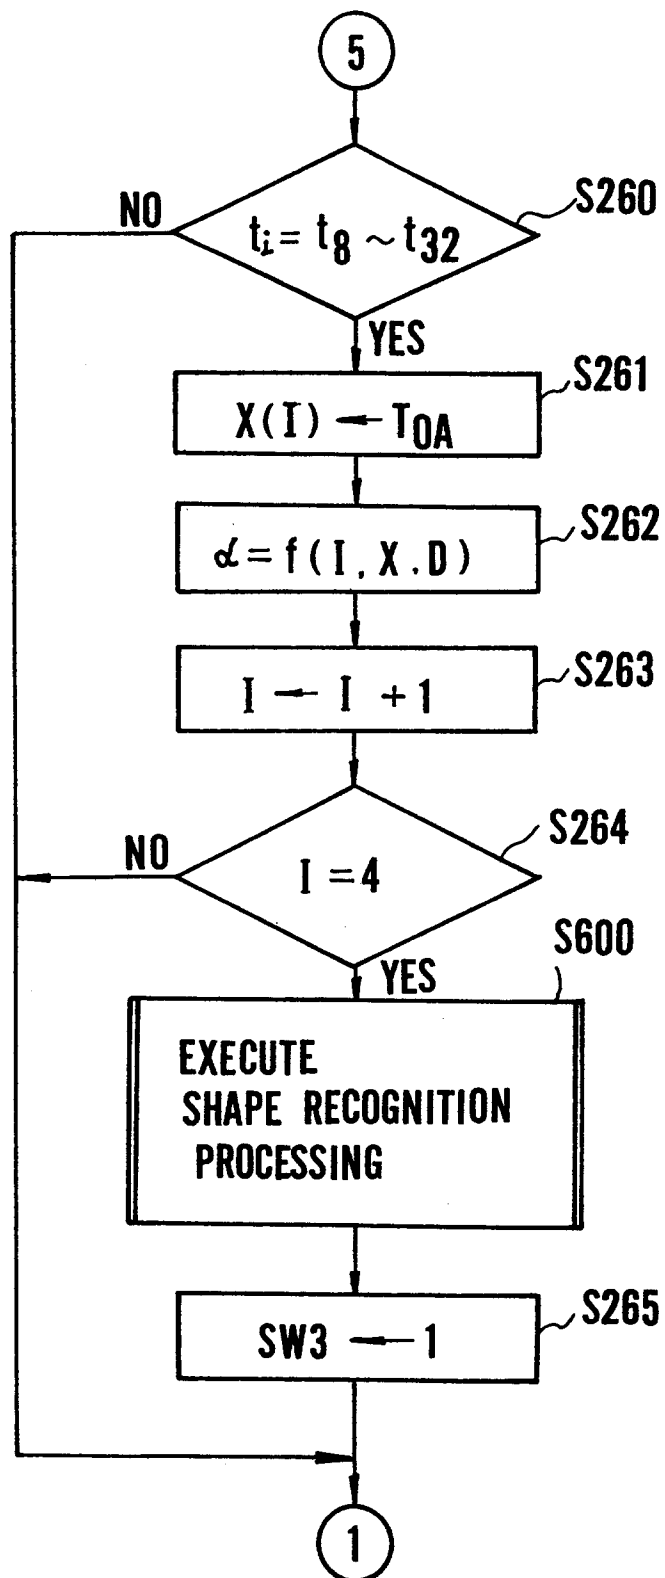 5
S260
NO
tᵢ = t₈ ~ t₃₂
YES
S261
X(I) ← T₀ₐ
S262
α = f(I, X.D)
S263
I ← I + 1
S264
NO
I = 4
S600
YES
EXECUTE
SHAPE RECOGNITION
PROCESSING
S265
SW3 ← 1
1